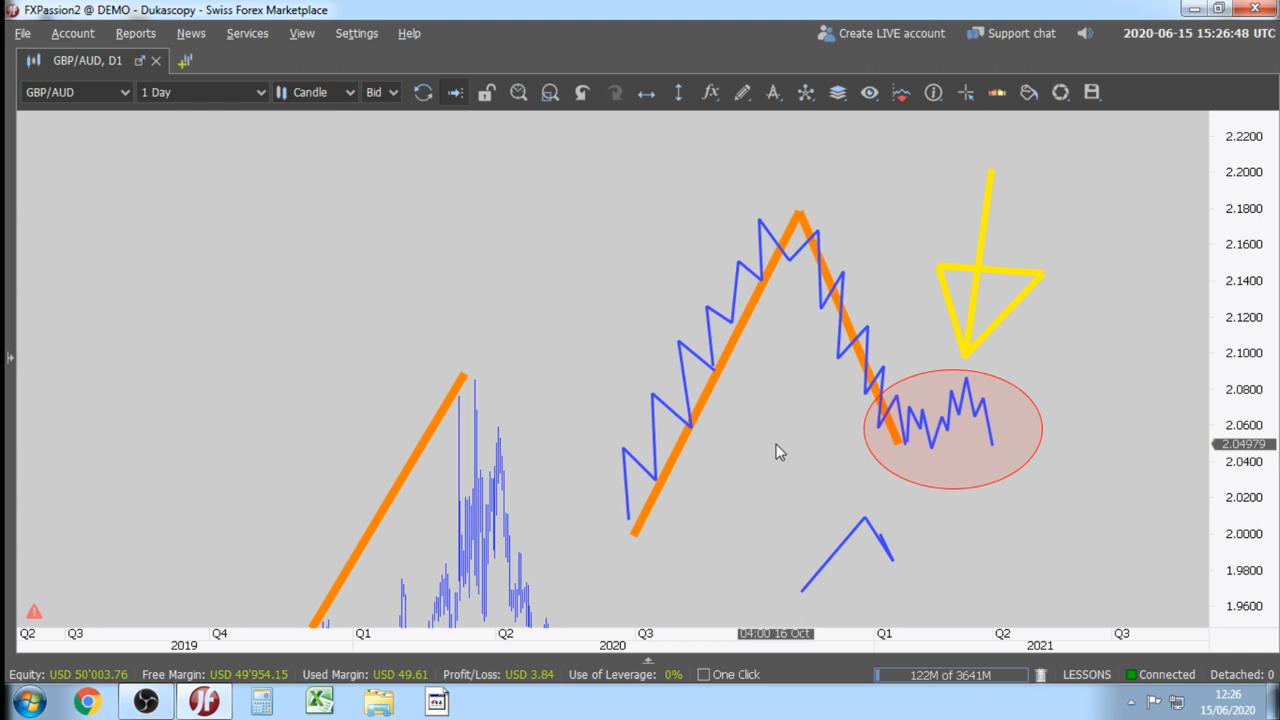 FXPassion2 @ DEMO - Dukascopy - Swiss Forex Marketplace
File Account Reports News Services View Settings Help Create LIVE account Support chat 2020-06-15 15:26:48 UTC
GBP/AUD, D1
GBP/AUD 1 Day Candle Bid
2.2200
2.2000
2.1800
2.1600
2.1400
2.1200
2.1000
2.0800
2.0600
2.04979
2.0400
2.0200
2.0000
1.9800
1.9600
Q2 Q3 Q4 Q1 Q2 Q3 04:00 16 Oct Q1 Q2 Q3
2019 2020 2021
Equity: USD 50'003.76 Free Margin: USD 49'954.15 Used Margin: USD 49.61 Profit/Loss: USD 3.84 Use of Leverage: 0% One Click 122M of 3641M LESSONS Connected Detached: 0
12:26
15/06/2020